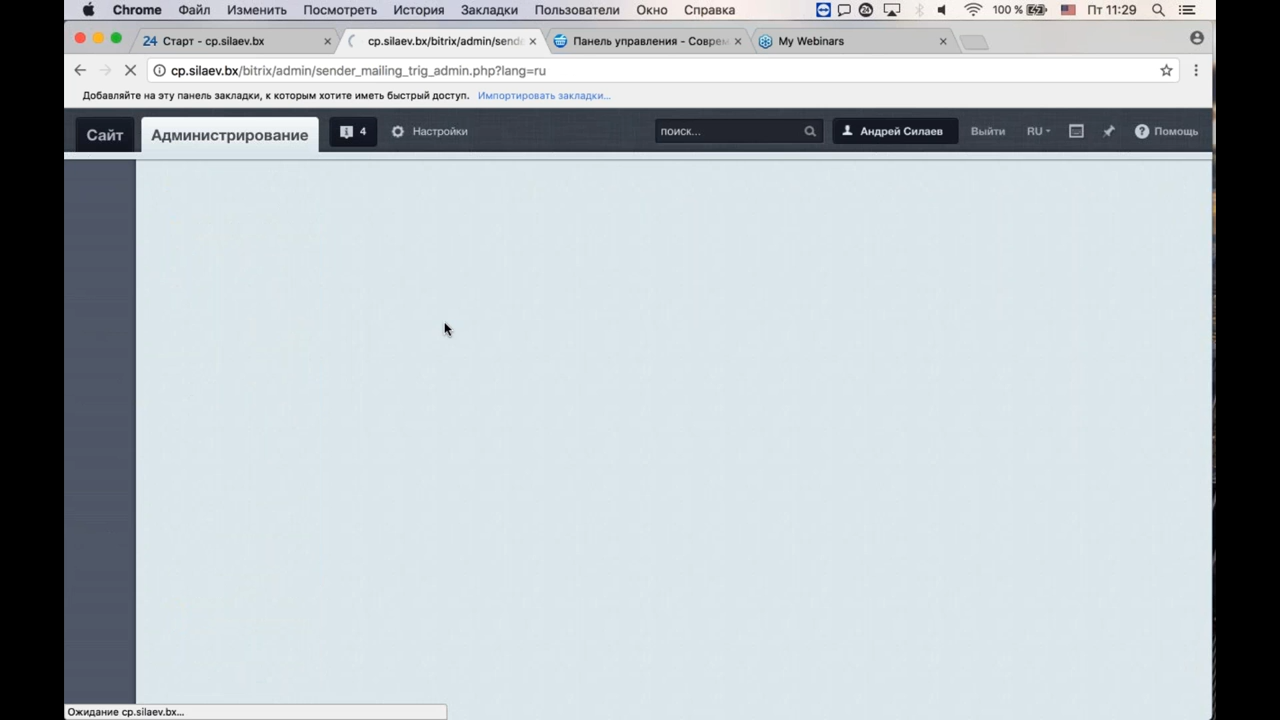 Chrome Файл Изменить Посмотреть История Закладки Пользователи Окно Справка 100 % Пт 11:29
24 Старт - cp.silaev.bx cp.silaev.bx/bitrix/admin/sende Панель управления - Соврем My Webinars
cp.silaev.bx/bitrix/admin/sender_mailing_trig_admin.php?lang=ru
Добавляйте на эту панель закладки, к которым хотите иметь быстрый доступ. Импортировать закладки...
Сайт Администрирование 4 Настройки поиск... Андрей Силаев Выйти RU Помощь
Ожидание cp.silaev.bx...